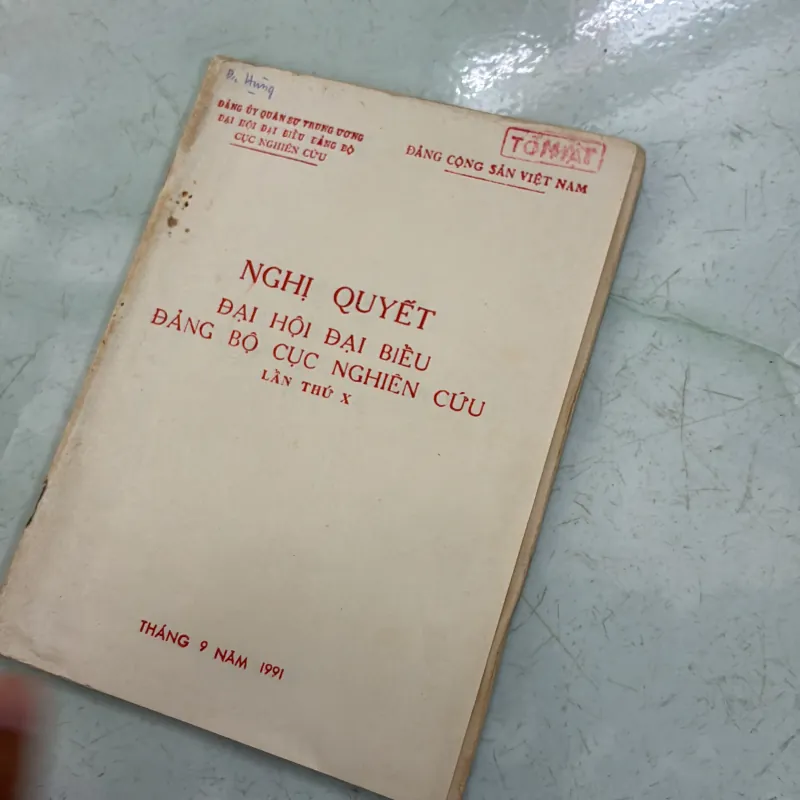 Đ. Hùng
ĐẢNG ỦY QUÂN SỰ TRUNG ƯƠNG
ĐẠI HỘI ĐẠI BIỂU ĐẢNG BỘ
CỤC NGHIÊN CỨU
TỐI MẬT
ĐẢNG CỘNG SẢN VIỆT NAM
NGHỊ QUYẾT
ĐẠI HỘI ĐẠI BIỂU
ĐẢNG BỘ CỤC NGHIÊN CỨU
LẦN THỨ X
THÁNG 9 NĂM 1991